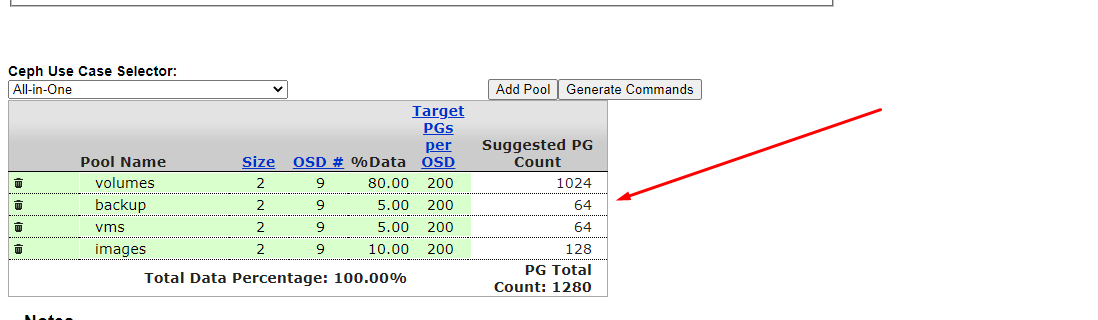 Ceph Use Case Selector:
All-in-One
Add Pool Generate Commands
Pool Name Size OSD # %Data Target PGs per OSD Suggested PG Count
volumes 2 9 80.00 200 1024
backup 2 9 5.00 200 64
vms 2 9 5.00 200 64
images 2 9 10.00 200 128
Total Data Percentage: 100.00% PG Total Count: 1280